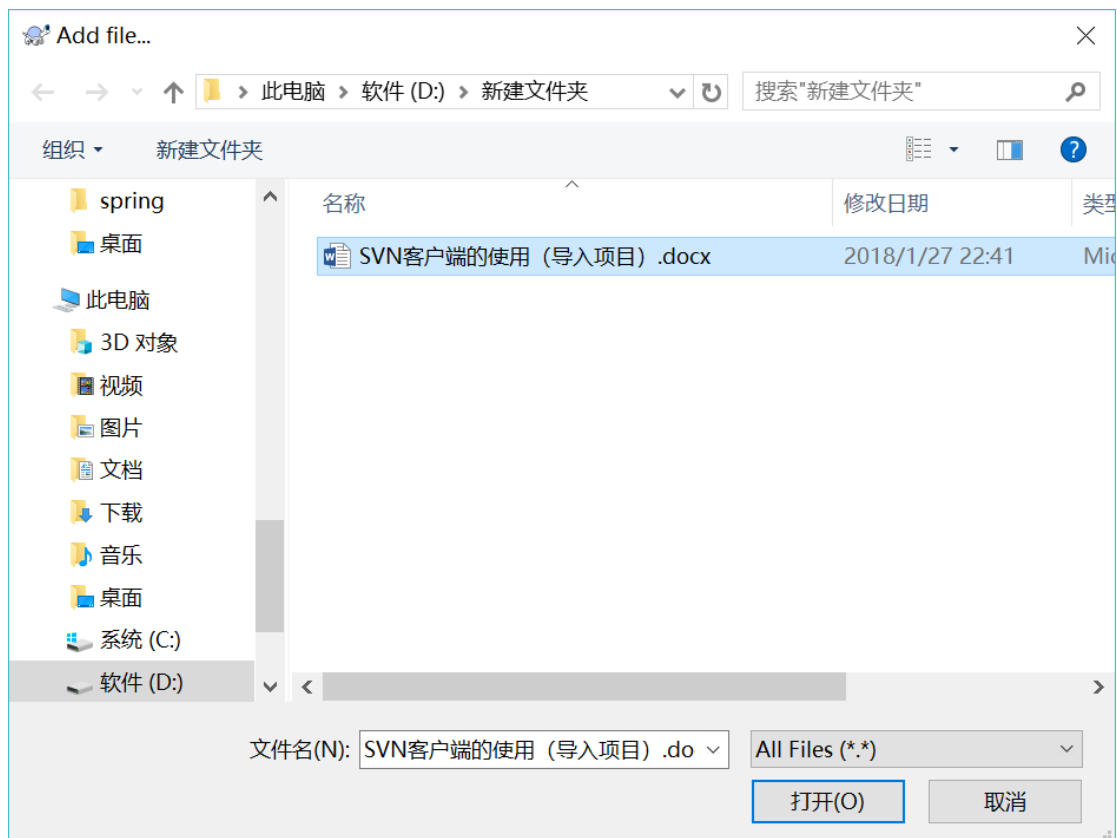 Add file...
此电脑 > 软件 (D:) > 新建文件夹
搜索"新建文件夹"
组织
新建文件夹
?
spring
桌面
此电脑
3D 对象
视频
图片
文档
下载
音乐
桌面
系统 (C:)
软件 (D:)
名称
修改日期
类型
SVN客户端的使用（导入项目）.docx
2018/1/27 22:41
Mic
文件名(N):
SVN客户端的使用（导入项目）.do
All Files (*.*)
打开(O)
取消